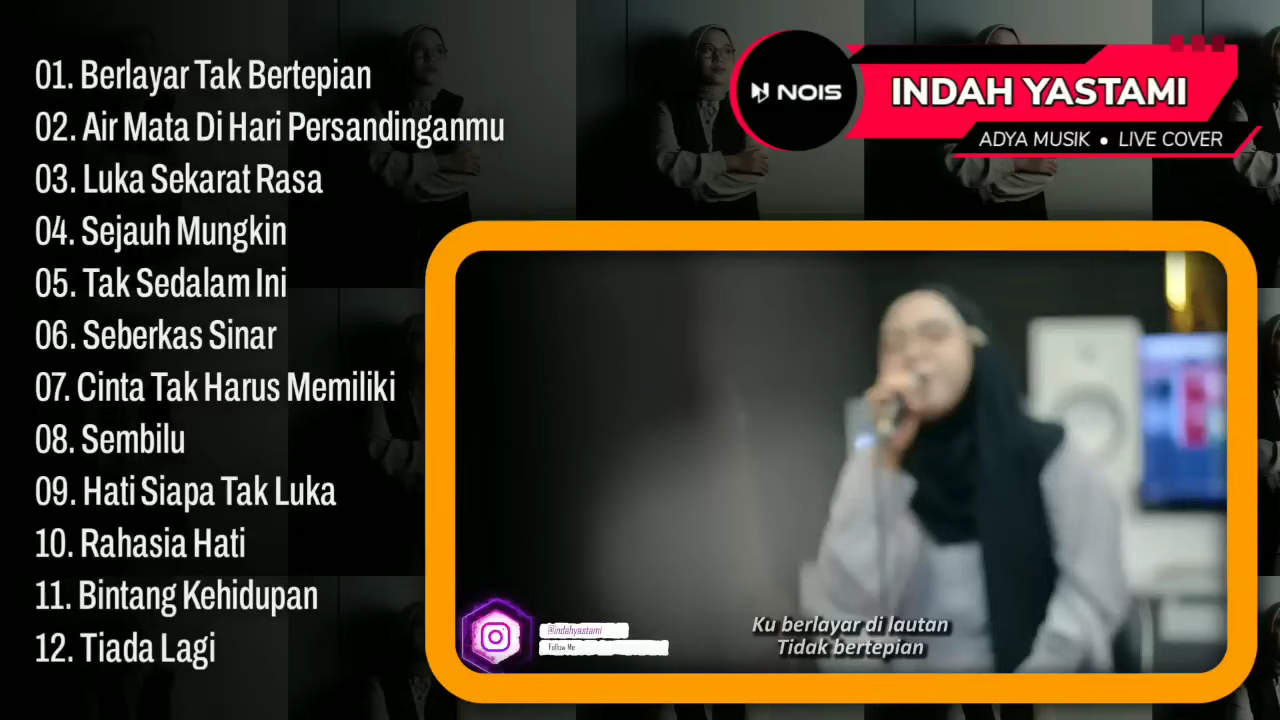 01. Berlayar Tak Bertepian
02. Air Mata Di Hari Persandinganmu
03. Luka Sekarat Rasa
04. Sejauh Mungkin
05. Tak Sedalam Ini
06. Seberkas Sinar
07. Cinta Tak Harus Memiliki
08. Sembilu
09. Hati Siapa Tak Luka
10. Rahasia Hati
11. Bintang Kehidupan
12. Tiada Lagi
NOIS
INDAH YASTAMI
ADYA MUSIK • LIVE COVER
@indahyastami
Follow Me
Ku berlayar di lautan
Tidak bertepian